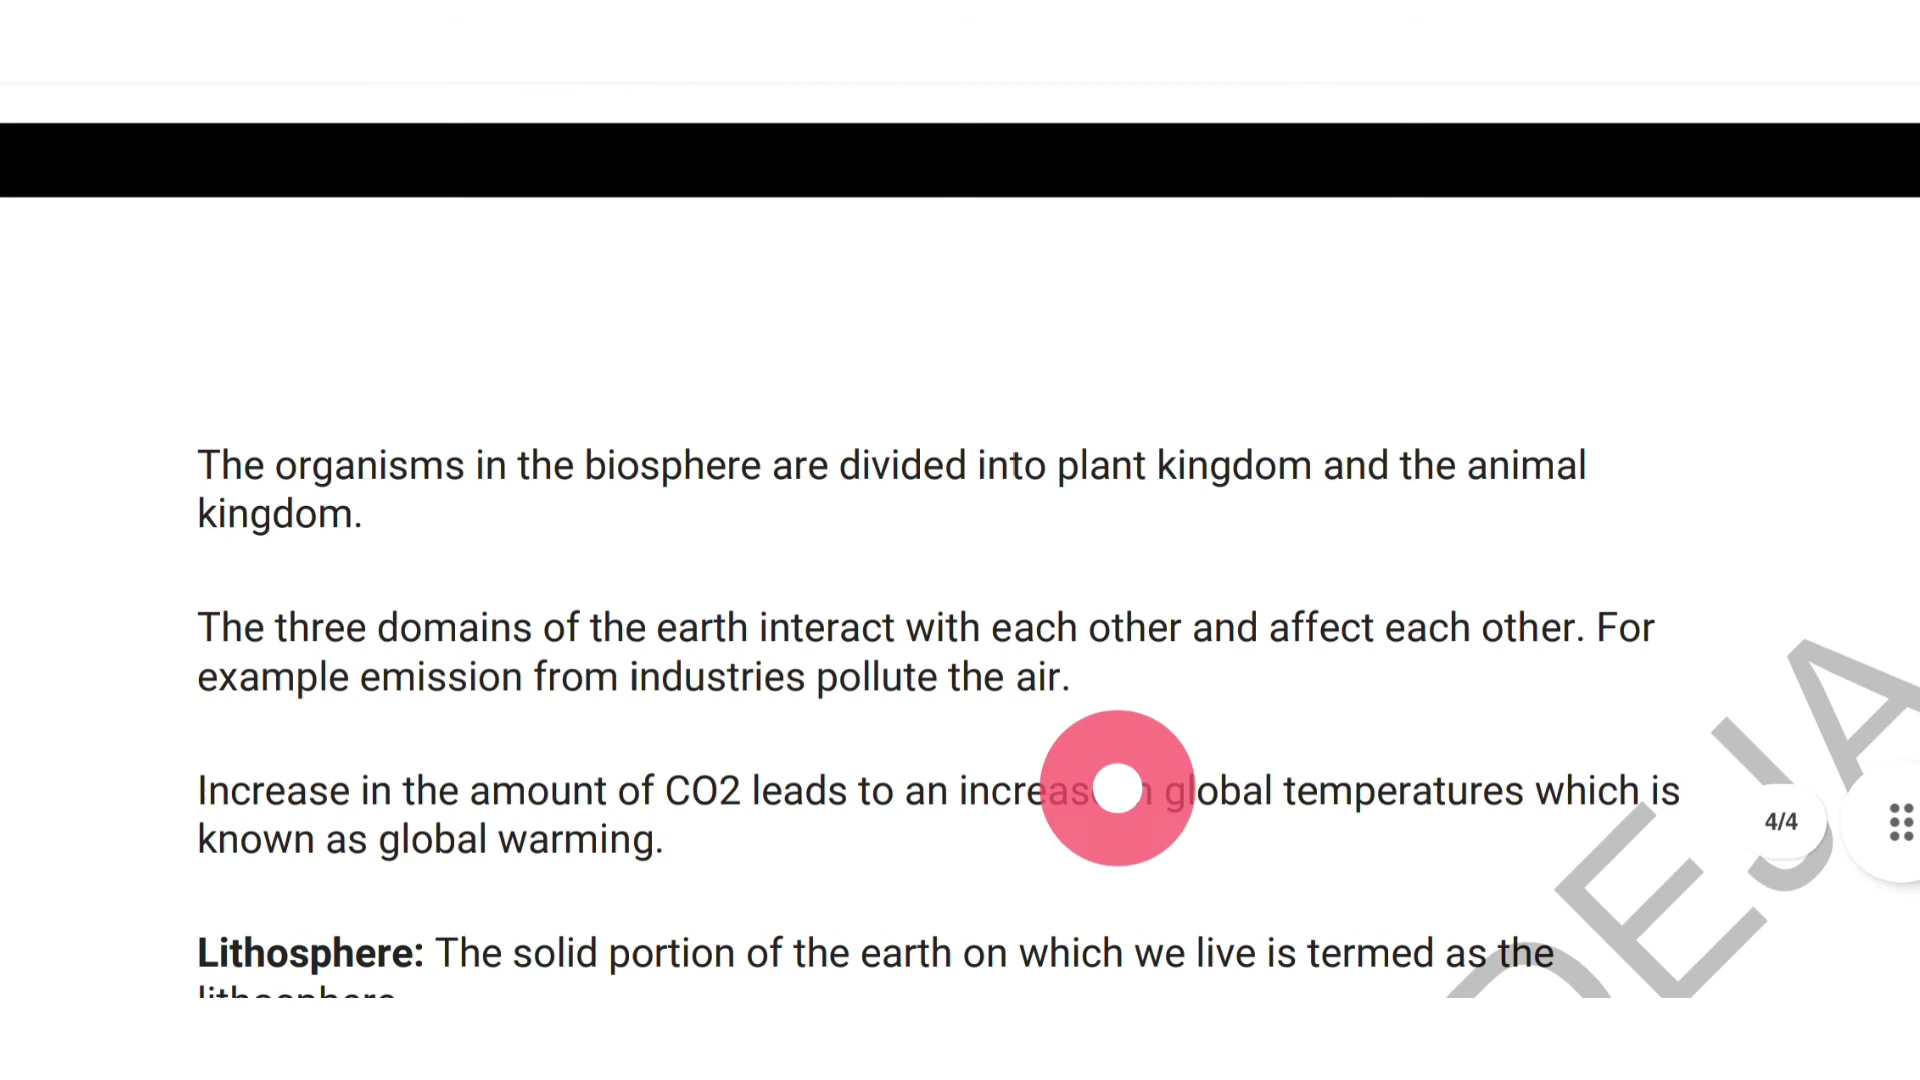 The organisms in the biosphere are divided into plant kingdom and the animal
kingdom.
The three domains of the earth interact with each other and affect each other. For
example emission from industries pollute the air.
Increase in the amount of CO2 leads to an global temperatures which is
known as global warming.
4/4
Lithosphere: The solid portion of the earth on which we live is termed as the
lithosphere